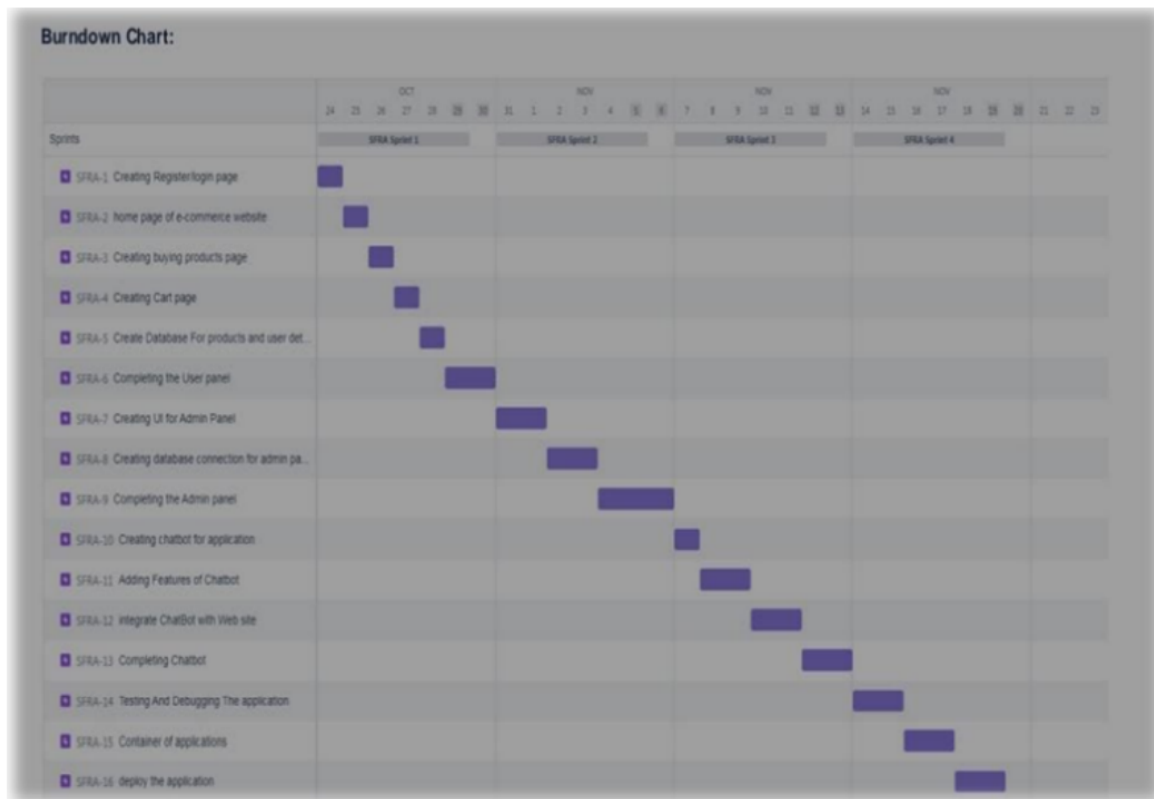 Burndown Chart:
OCT NOV NOV NOV
24 25 26 27 28 29 30 31 1 2 3 4 5 6 7 8 9 10 11 12 13 14 15 16 17 18 19 20 21 22 23
Sprints SFRA Sprint 1 SFRA Sprint 2 SFRA Sprint 3 SFRA Sprint 4
SFRA-1 Creating Register/login page
SFRA-2 home page of e-commerce website
SFRA-3 Creating buying products page
SFRA-4 Creating Cart page
SFRA-5 Create Database For products and user det...
SFRA-6 Completing the User panel
SFRA-7 Creating UI for Admin Panel
SFRA-8 Creating database connection for admin pa...
SFRA-9 Completing the Admin panel
SFRA-10 Creating chatbot for application
SFRA-11 Adding Features of Chatbot
SFRA-12 integrate ChatBot with Web site
SFRA-13 Completing Chatbot
SFRA-14 Testing And Debugging The application
SFRA-15 Container of applications
SFRA-16 deploy the application